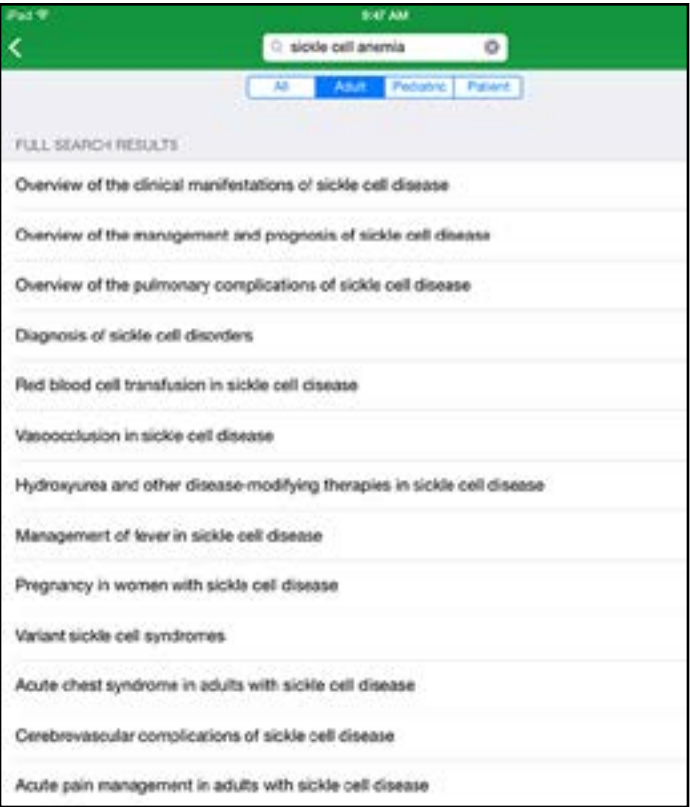 iPad
9:47 AM
sickle cell anemia
All Adult Pediatric Patient
FULL SEARCH RESULTS
Overview of the clinical manifestations of sickle cell disease
Overview of the management and prognosis of sickle cell disease
Overview of the pulmonary complications of sickle cell disease
Diagnosis of sickle cell disorders
Red blood cell transfusion in sickle cell disease
Vasoocclusion in sickle cell disease
Hydroxyurea and other disease-modifying therapies in sickle cell disease
Management of fever in sickle cell disease
Pregnancy in women with sickle cell disease
Variant sickle cell syndromes
Acute chest syndrome in adults with sickle cell disease
Cerebrovascular complications of sickle cell disease
Acute pain management in adults with sickle cell disease